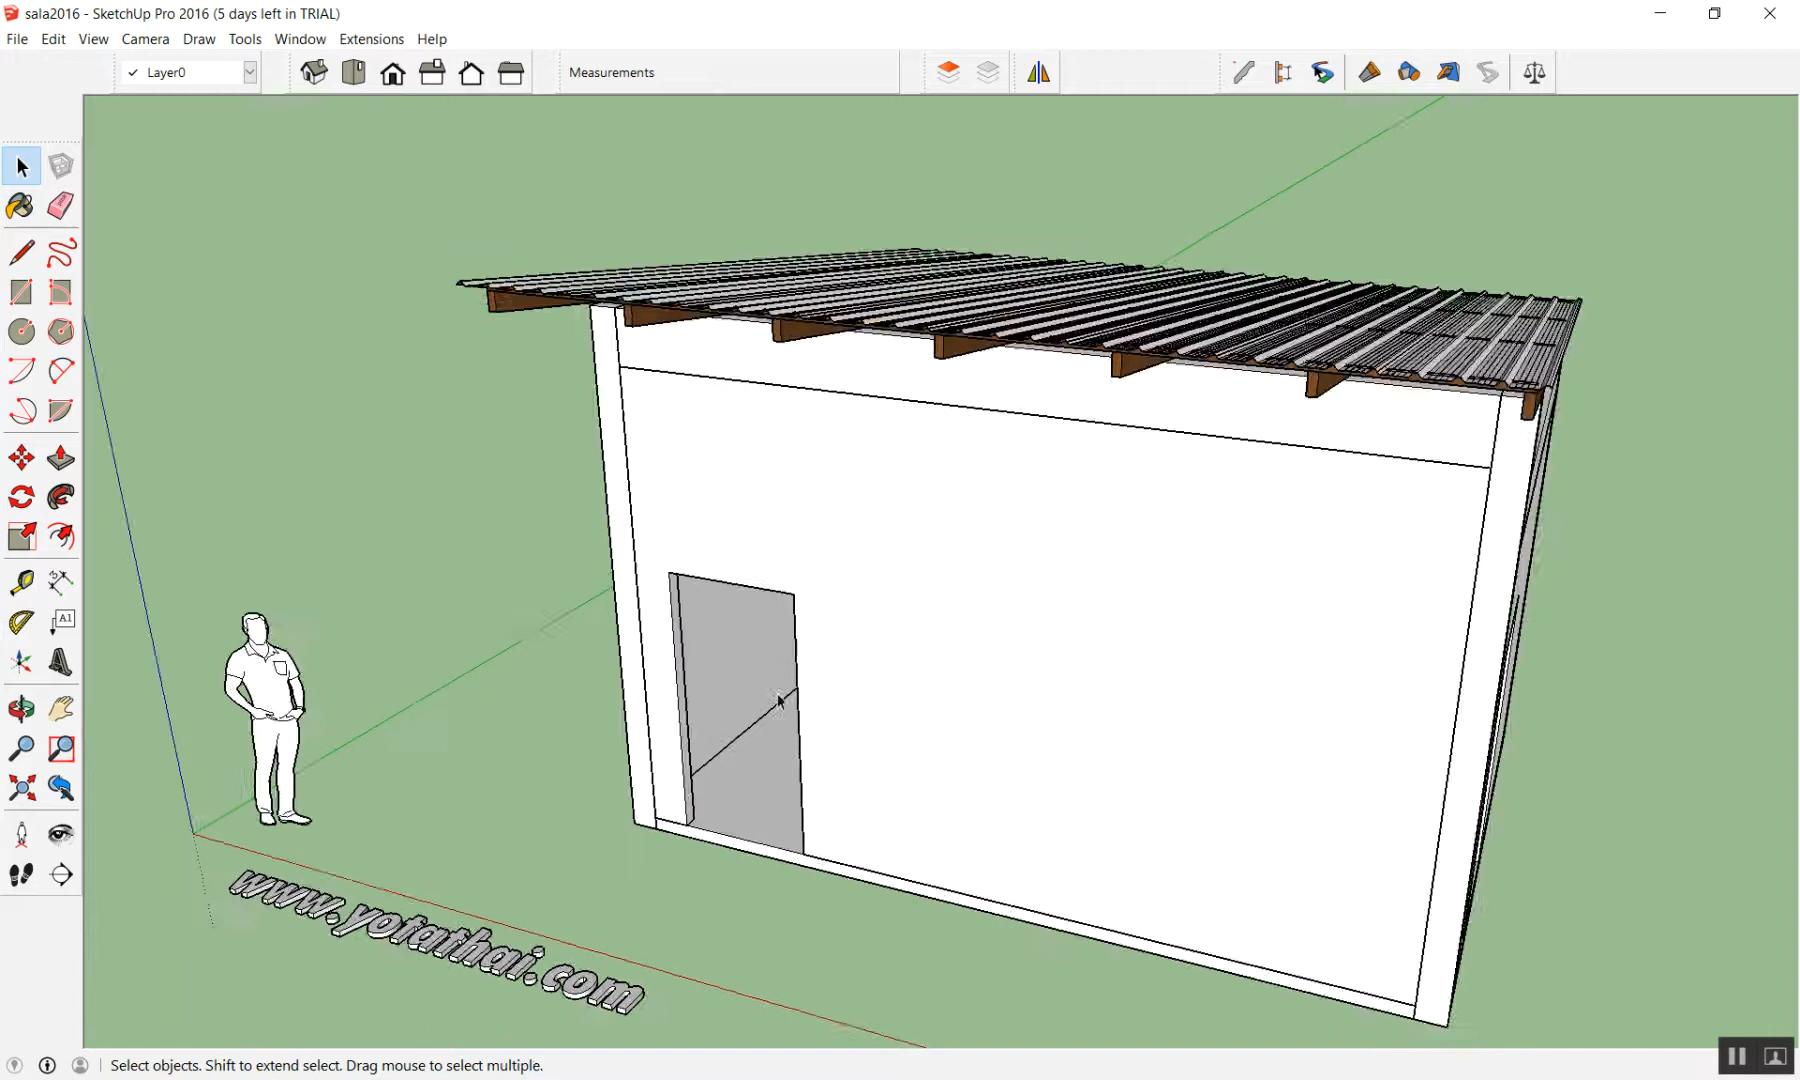 sala2016 - SketchUp Pro 2016 (5 days left in TRIAL)
File Edit View Camera Draw Tools Window Extensions Help
Layer0
Measurements
A1
www.yotathai.com
Select objects. Shift to extend select. Drag mouse to select multiple.